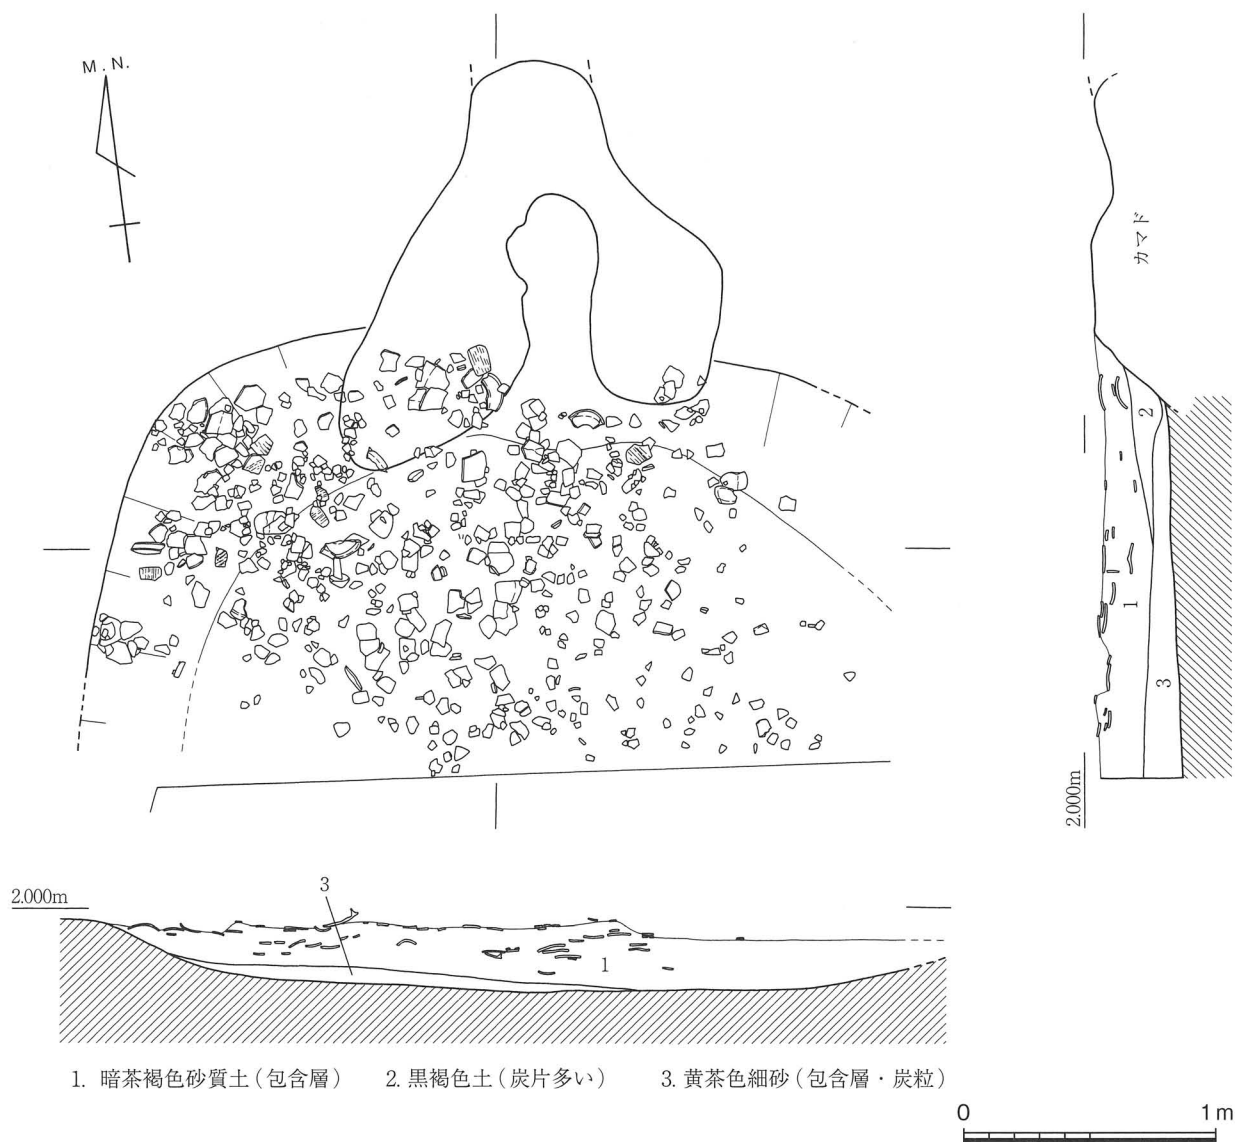 M.N.
カマド
2
1
3
2.000m
2.000m
3
1
1. 暗茶褐色砂質土（包含層） 2. 黒褐色土（炭片多い） 3. 黄茶色細砂（包含層・炭粒）
0 1m